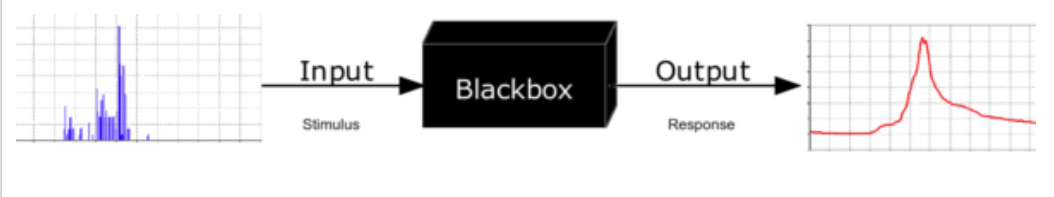 Input
Stimulus
Blackbox
Output
Response